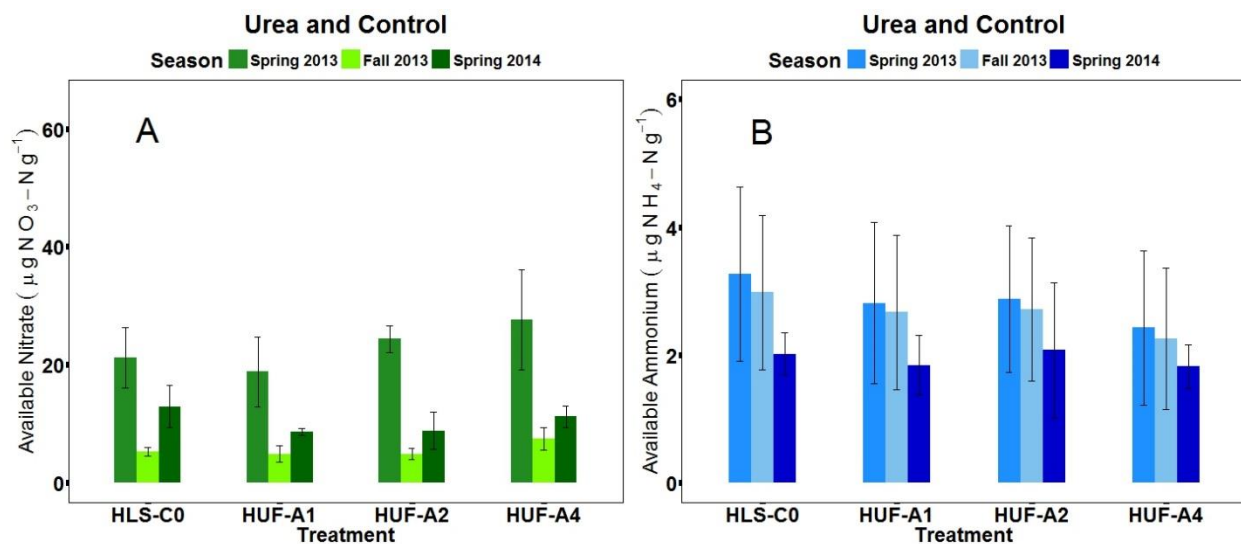 Urea and Control
Season Spring 2013 Fall 2013 Spring 2014
A
Available Nitrate ( μ g N O₃ − N g⁻¹ )
60
40
20
0
HLS-C0 HUF-A1 HUF-A2 HUF-A4
Treatment
Urea and Control
Season Spring 2013 Fall 2013 Spring 2014
B
Available Ammonium ( μ g N H₄ − N g⁻¹ )
6
4
2
0
HLS-C0 HUF-A1 HUF-A2 HUF-A4
Treatment